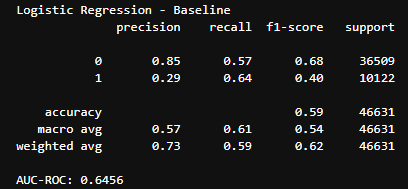 Logistic Regression - Baseline
precision recall f1-score support
0 0.85 0.57 0.68 36509
1 0.29 0.64 0.40 10122
accuracy 0.59 46631
macro avg 0.57 0.61 0.54 46631
weighted avg 0.73 0.59 0.62 46631
AUC-ROC: 0.6456